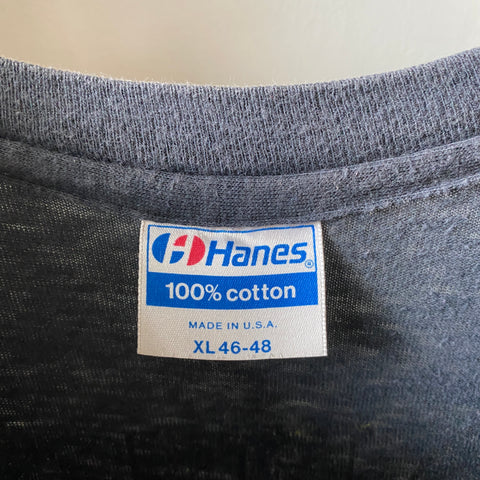 Hanes®
100% cotton
MADE IN U.S.A.
XL 46-48